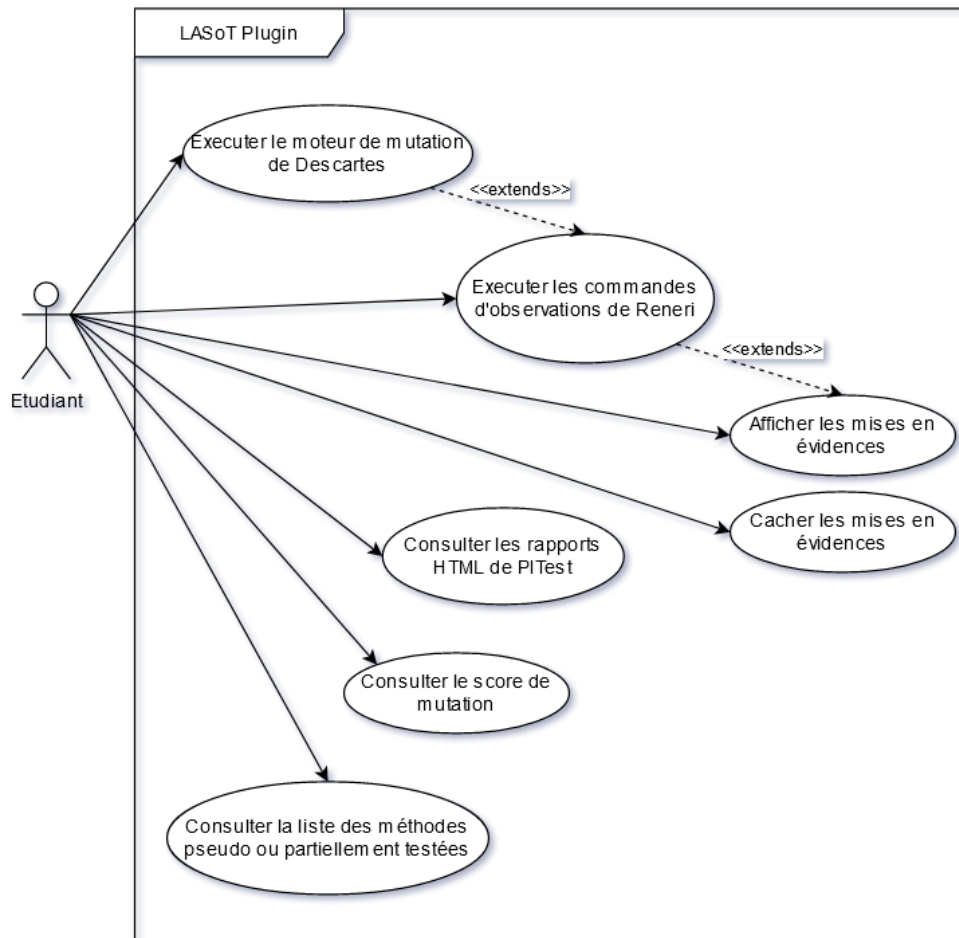 LASoT Plugin
Executer le moteur de mutation
de Descartes
<<extends>>
Executer les commandes
d'observations de Reneri
<<extends>>
Etudiant
Afficher les mises en
évidences
Cacher les mises en
évidences
Consulter les rapports
HTML de PITest
Consulter le score de
mutation
Consulter la liste des méthodes
pseudo ou partiellement testées